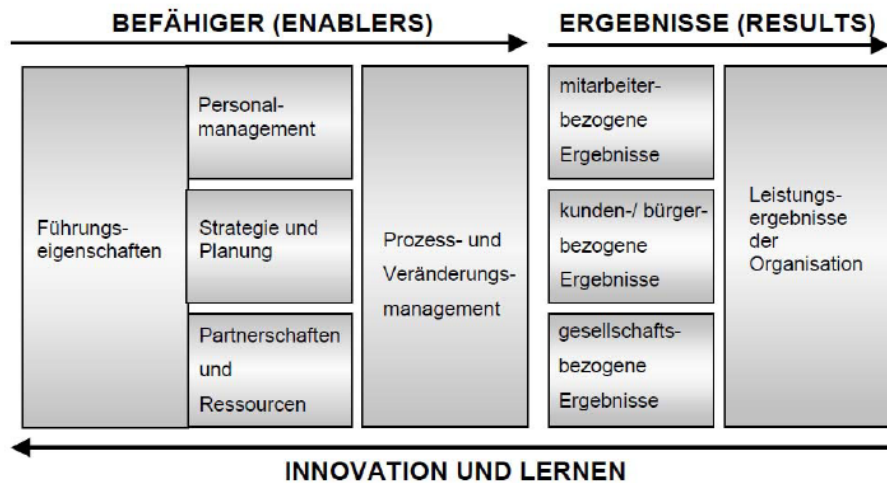 BEFÄHIGER (ENABLERS)
ERGEBNISSE (RESULTS)
Führungs-
eigenschaften
Personal-
management
Strategie und
Planung
Partnerschaften
und
Ressourcen
Prozess- und
Veränderungs-
management
mitarbeiter-
bezogene
Ergebnisse
kunden-/ bürger-
bezogene
Ergebnisse
gesellschafts-
bezogene
Ergebnisse
Leistungs-
ergebnisse
der
Organisation
INNOVATION UND LERNEN